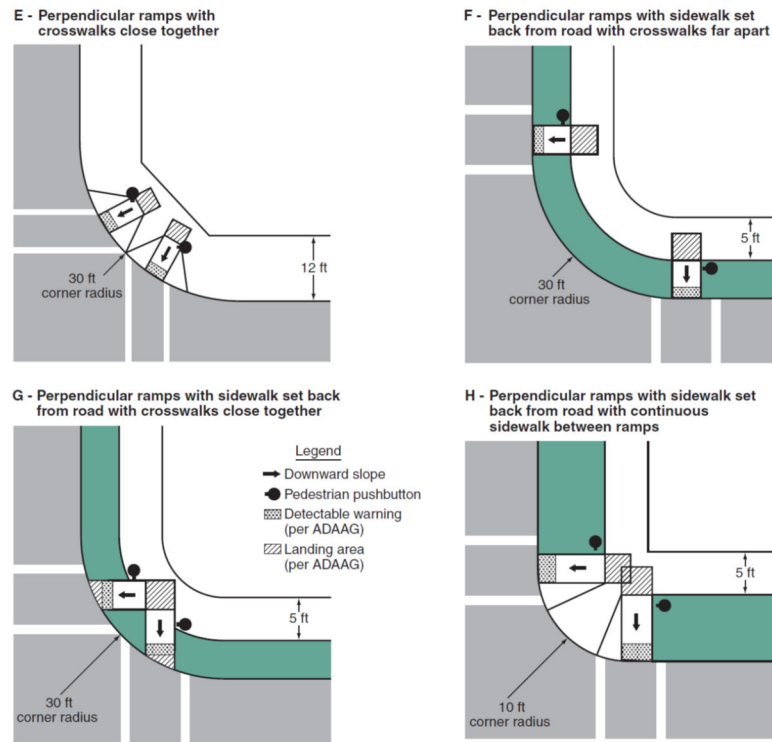 E - Perpendicular ramps with
crosswalks close together
12 ft
30 ft
corner radius
F - Perpendicular ramps with sidewalk set
back from road with crosswalks far apart
5 ft
30 ft
corner radius
G - Perpendicular ramps with sidewalk set back
from road with crosswalks close together
Legend
Downward slope
Pedestrian pushbutton
Detectable warning
(per ADAAG)
Landing area
(per ADAAG)
5 ft
30 ft
corner radius
H - Perpendicular ramps with sidewalk set
back from road with continuous
sidewalk between ramps
5 ft
10 ft
corner radius